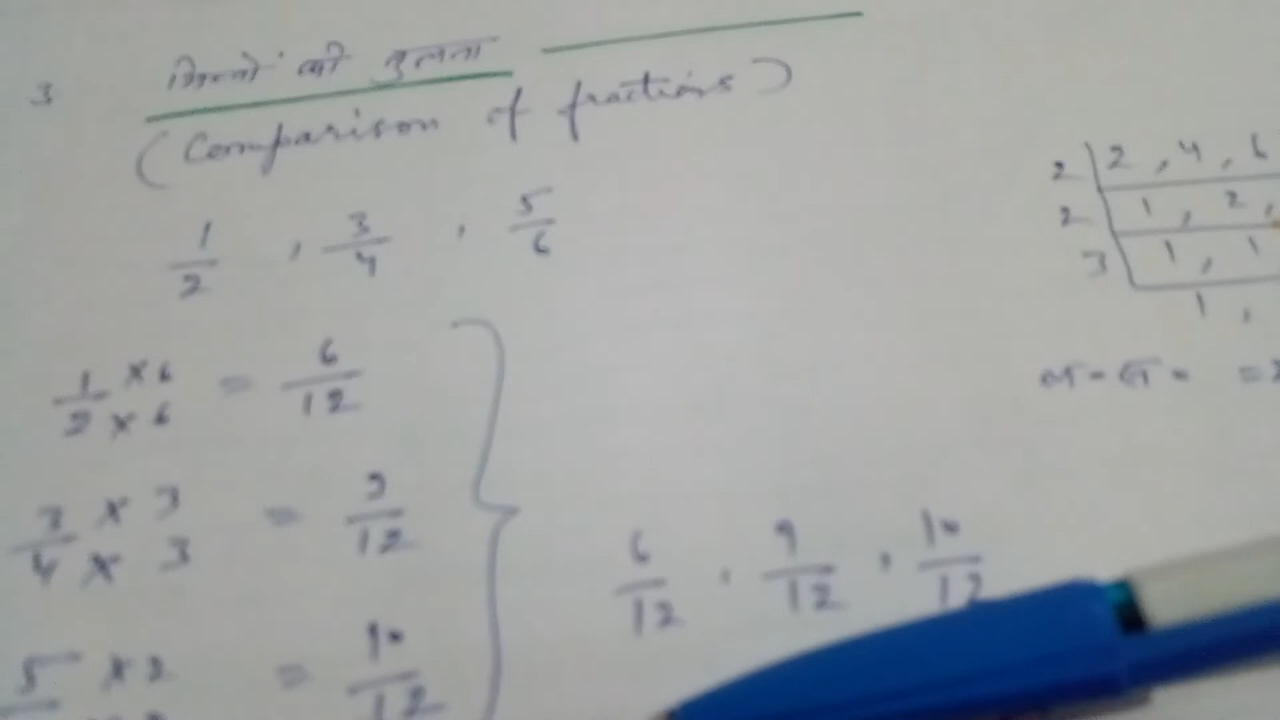 3 भिन्नों की तुलना
(Comparison of fractions)
1/2 , 3/4 , 5/6
2 | 2 , 4 , 6
2 | 1 , 2 ,
3 | 1 , 1
1 ,
1/2 × 6/× 6 = 6/12
ल॰ स॰ = 2
3/4 × 3/× 3 = 9/12
6/12 , 9/12 , 10/12
5 × 2 = 10/12